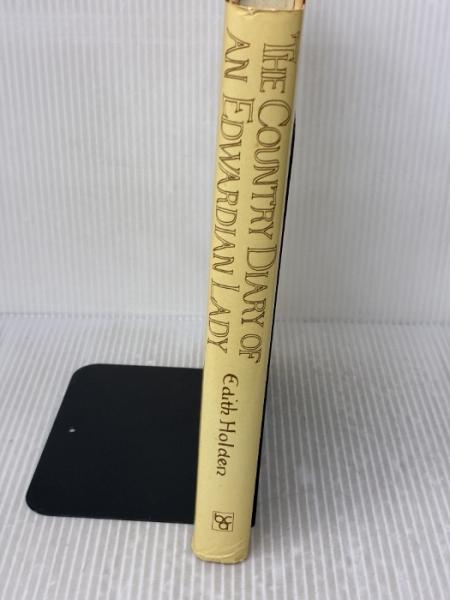 THE COUNTRY DIARY OF
AN EDWARDIAN LADY
Edith Holden